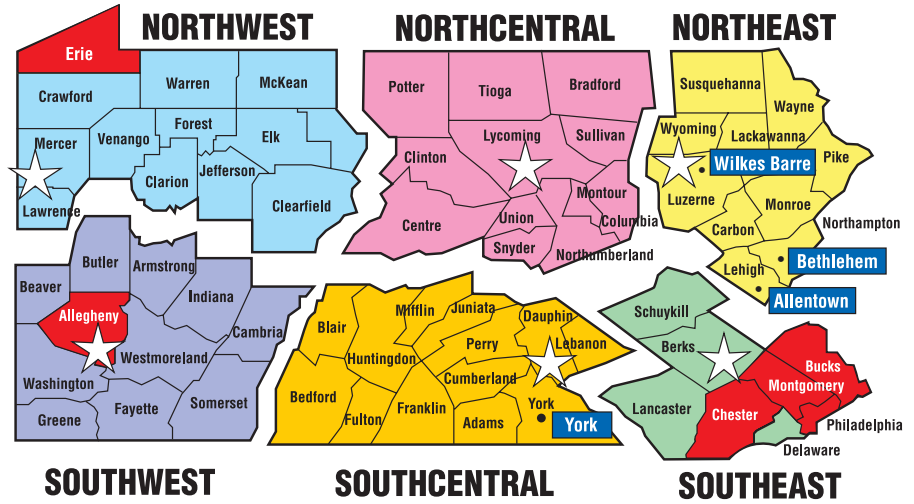 NORTHWEST
Erie
Crawford
Warren
McKean
Mercer
Venango
Forest
Elk
Clarion
Jefferson
Lawrence
Clearfield
NORTHCENTRAL
Potter
Tioga
Bradford
Lycoming
Sullivan
Clinton
Montour
Centre
Union
Columbia
Snyder
Northumberland
NORTHEAST
Susquehanna
Wayne
Wyoming
Lackawanna
Wilkes Barre
Pike
Luzerne
Monroe
Carbon
Northampton
Lehigh
Bethlehem
Allentown
Butler
Armstrong
Beaver
Indiana
Allegheny
Cambria
Westmoreland
Washington
Somerset
Greene
Fayette
SOUTHWEST
Mifflin
Juniata
Dauphin
Blair
Perry
Lebanon
Huntingdon
Cumberland
Bedford
Fulton
Franklin
Adams
York
York
SOUTHCENTRAL
Schuykill
Berks
Bucks
Montgomery
Lancaster
Chester
Philadelphia
Delaware
SOUTHEAST